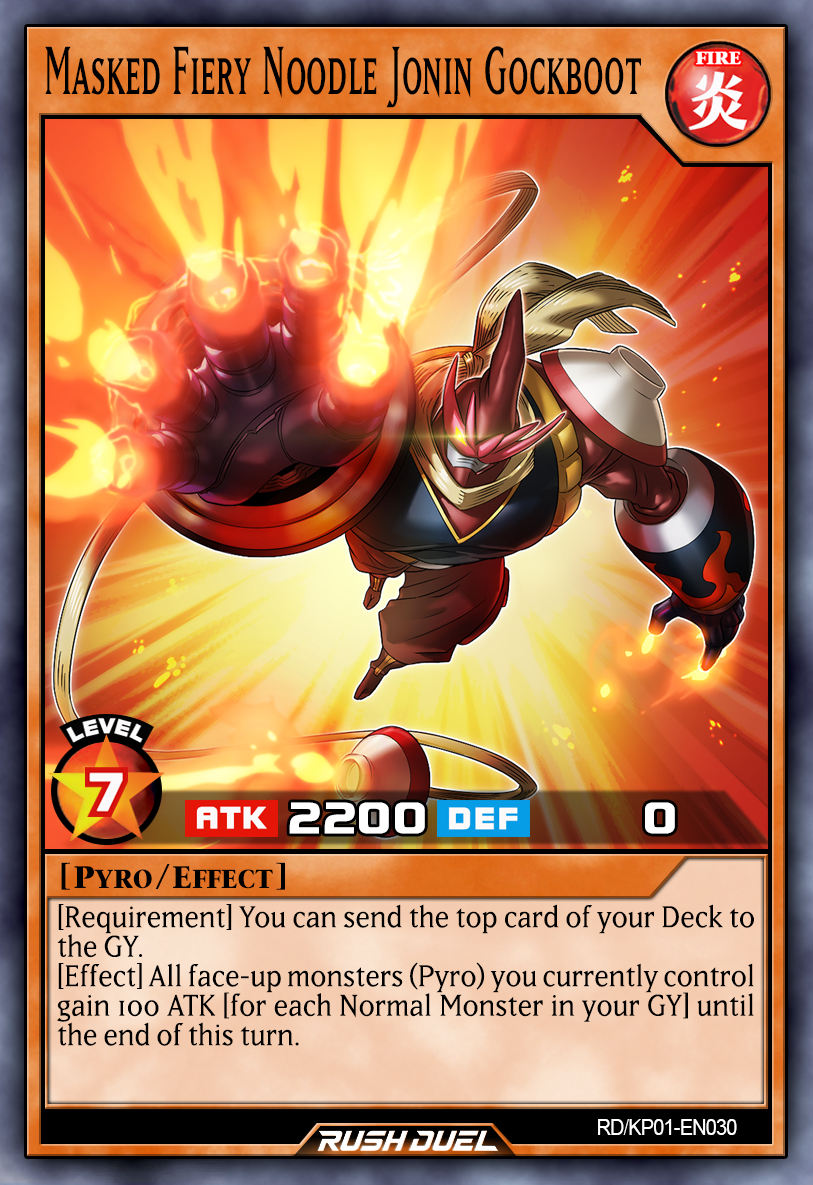 Masked Fiery Noodle Jonin Gockboot
FIRE
炎
LEVEL
7
ATK 2200 DEF 0
[Pyro/Effect]
[Requirement] You can send the top card of your Deck to
the GY.
[Effect] All face-up monsters (Pyro) you currently control
gain 100 ATK [for each Normal Monster in your GY] until
the end of this turn.
RD/KP01-EN030
RUSH DUEL